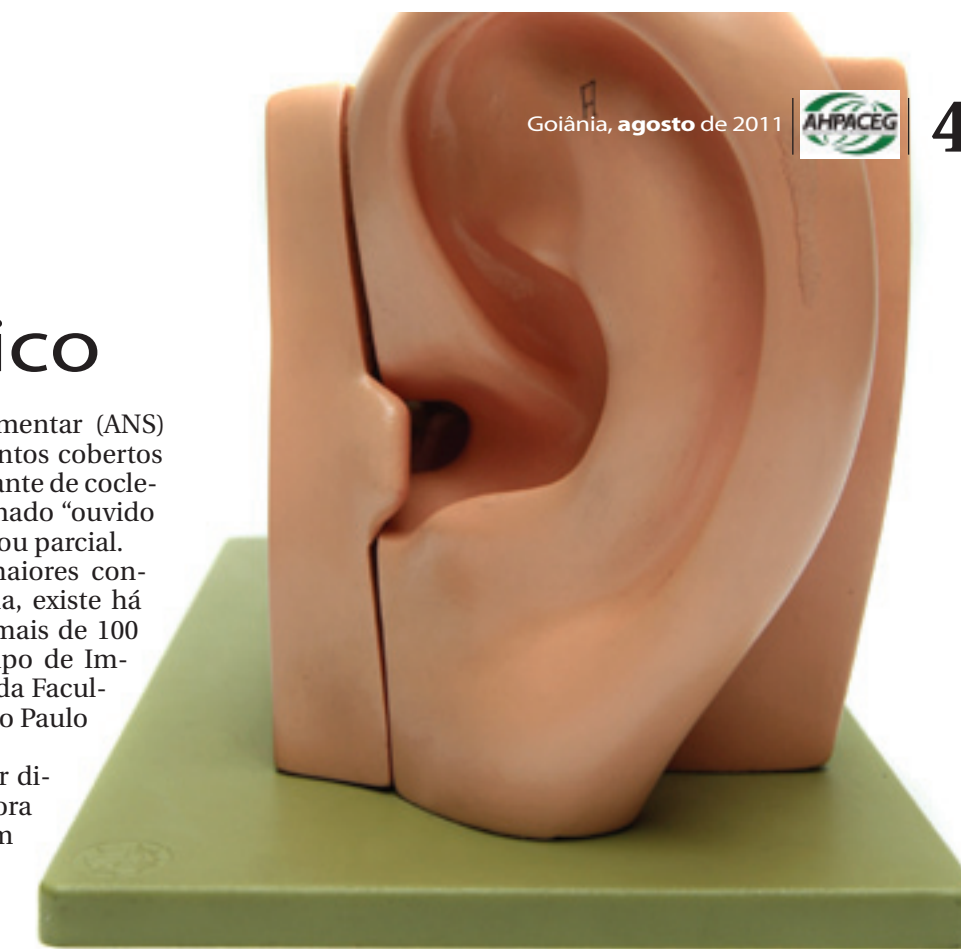 Goiânia, agosto de 2011 AHPACEG 4
ico
mentar (ANS)
ntos cobertos
ante de cocle-
nado “ouvido
ou parcial.
naiores con-
a, existe há
mais de 100
po de Im-
da Facul-
o Paulo
r di-
ora
m